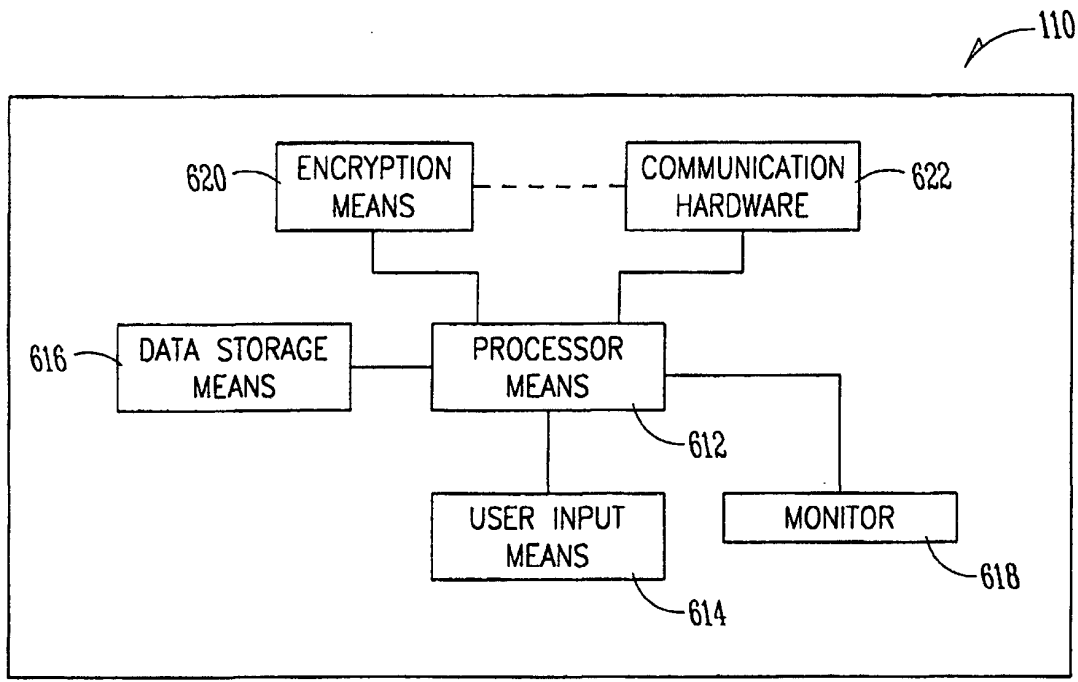 110
ENCRYPTION
MEANS
620
COMMUNICATION
HARDWARE
622
DATA STORAGE
MEANS
616
PROCESSOR
MEANS
612
USER INPUT
MEANS
614
MONITOR
618